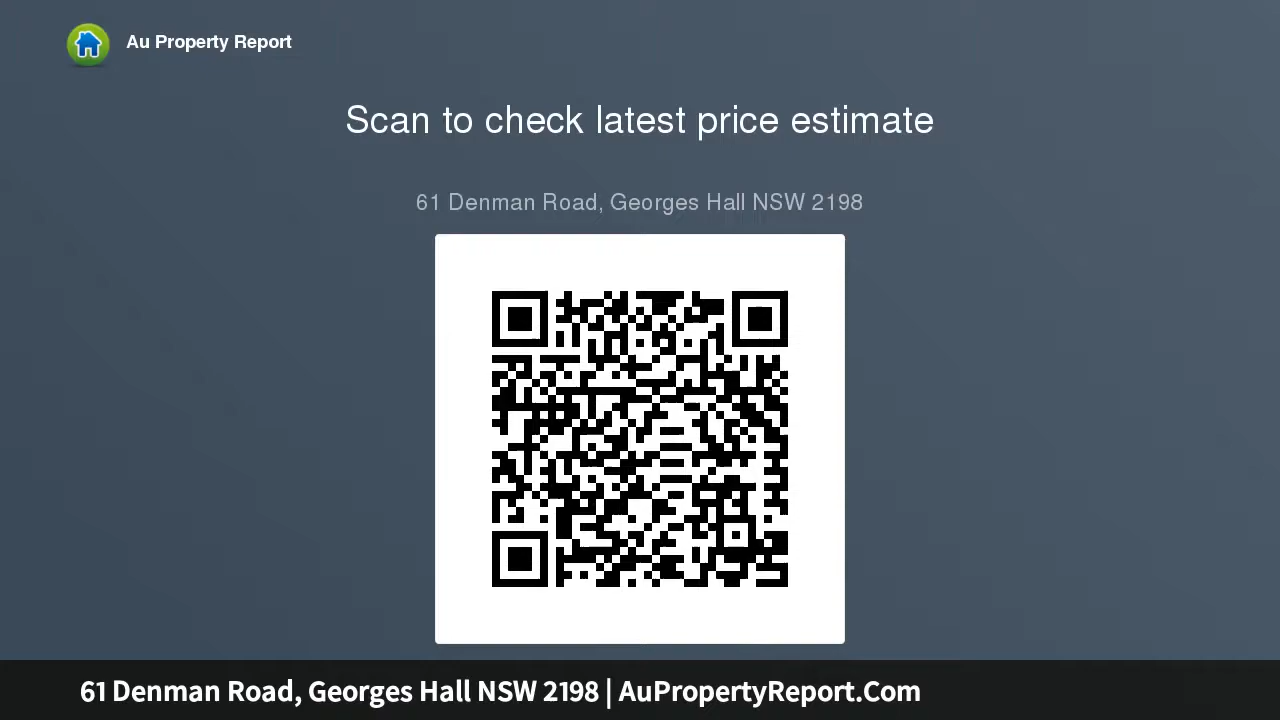 Au Property Report
Scan to check latest price estimate
61 Denman Road, Georges Hall NSW 2198
61 Denman Road, Georges Hall NSW 2198 | AuPropertyReport.Com